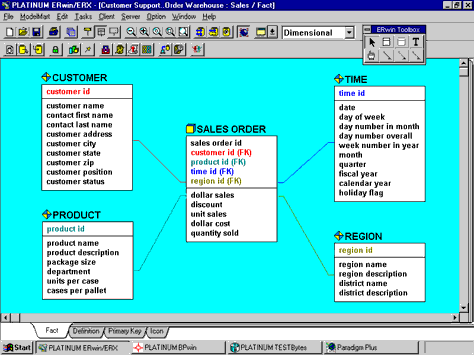 PLATINUM ERwin/ERX - [Customer Support..Order Warehouse : Sales / Fact]
ModelMart Edit Tasks Client Server Option Window Help
Dimensional
ERwin Toolbox
T
CUSTOMER
customer id
customer name
contact first name
contact last name
customer address
customer city
customer state
customer zip
customer position
customer status
SALES ORDER
sales order id
customer id (FK)
product id (FK)
time id (FK)
region id (FK)
dollar sales
discount
unit sales
dollar cost
quantity sold
TIME
time id
date
day of week
day number in month
day number overall
week number in year
month
quarter
fiscal year
calendar year
holiday flag
PRODUCT
product id
product name
product description
package size
department
units per case
cases per pallet
REGION
region id
region name
region description
district name
district description
Fact Definition Primary Key Icon
Start PLATINUM ERwin/ERX PLATINUM BPwin PLATINUM TESTBytes Paradigm Plus